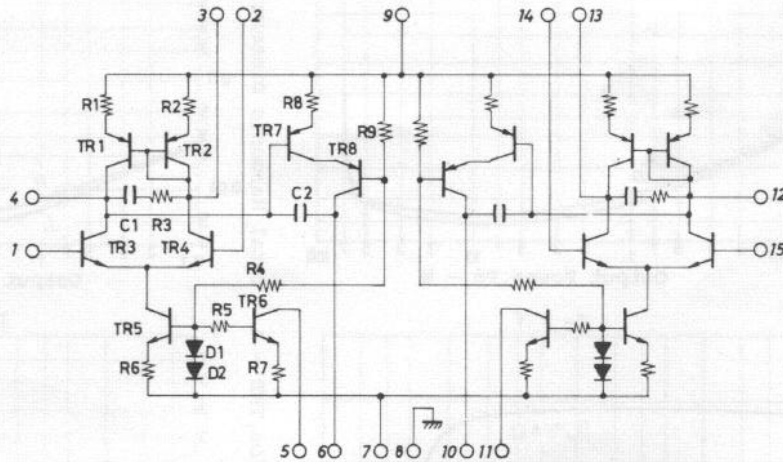 3 2 9 14 13
R1 R2 R8
TR1 TR2 TR7 TR8 R9
4 C1 R3 C2 12
1 TR3 TR4 15
R4
TR5 R5 TR6
R6 D1 D2 R7
5 6 7 8 10 11